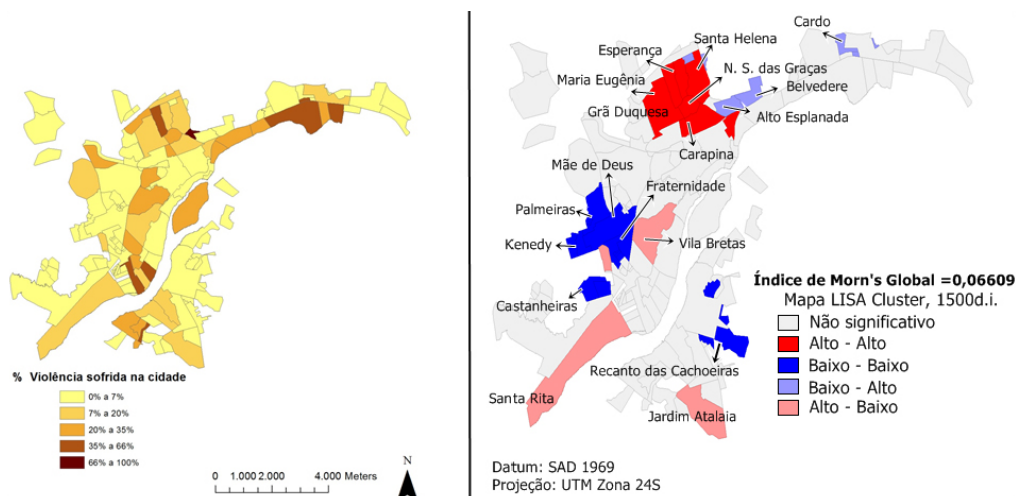 % Violência sofrida na cidade
0% a 7%
7% a 20%
20% a 35%
35% a 66%
66% a 100%
0 1.000 2.000 4.000 Meters
N
Cardo
Santa Helena
Esperança
N. S. das Graças
Maria Eugênia
Belvedere
Grã Duquesa
Alto Esplanada
Carapina
Mãe de Deus
Fraternidade
Palmeiras
Kenedy
Vila Bretas
Castanheiras
Recanto das Cachoeiras
Santa Rita
Jardim Atalaia
Índice de Morn's Global =0,06609
Mapa LISA Cluster, 1500d.i.
Não significativo
Alto - Alto
Baixo - Baixo
Baixo - Alto
Alto - Baixo
Datum: SAD 1969
Projeção: UTM Zona 24S